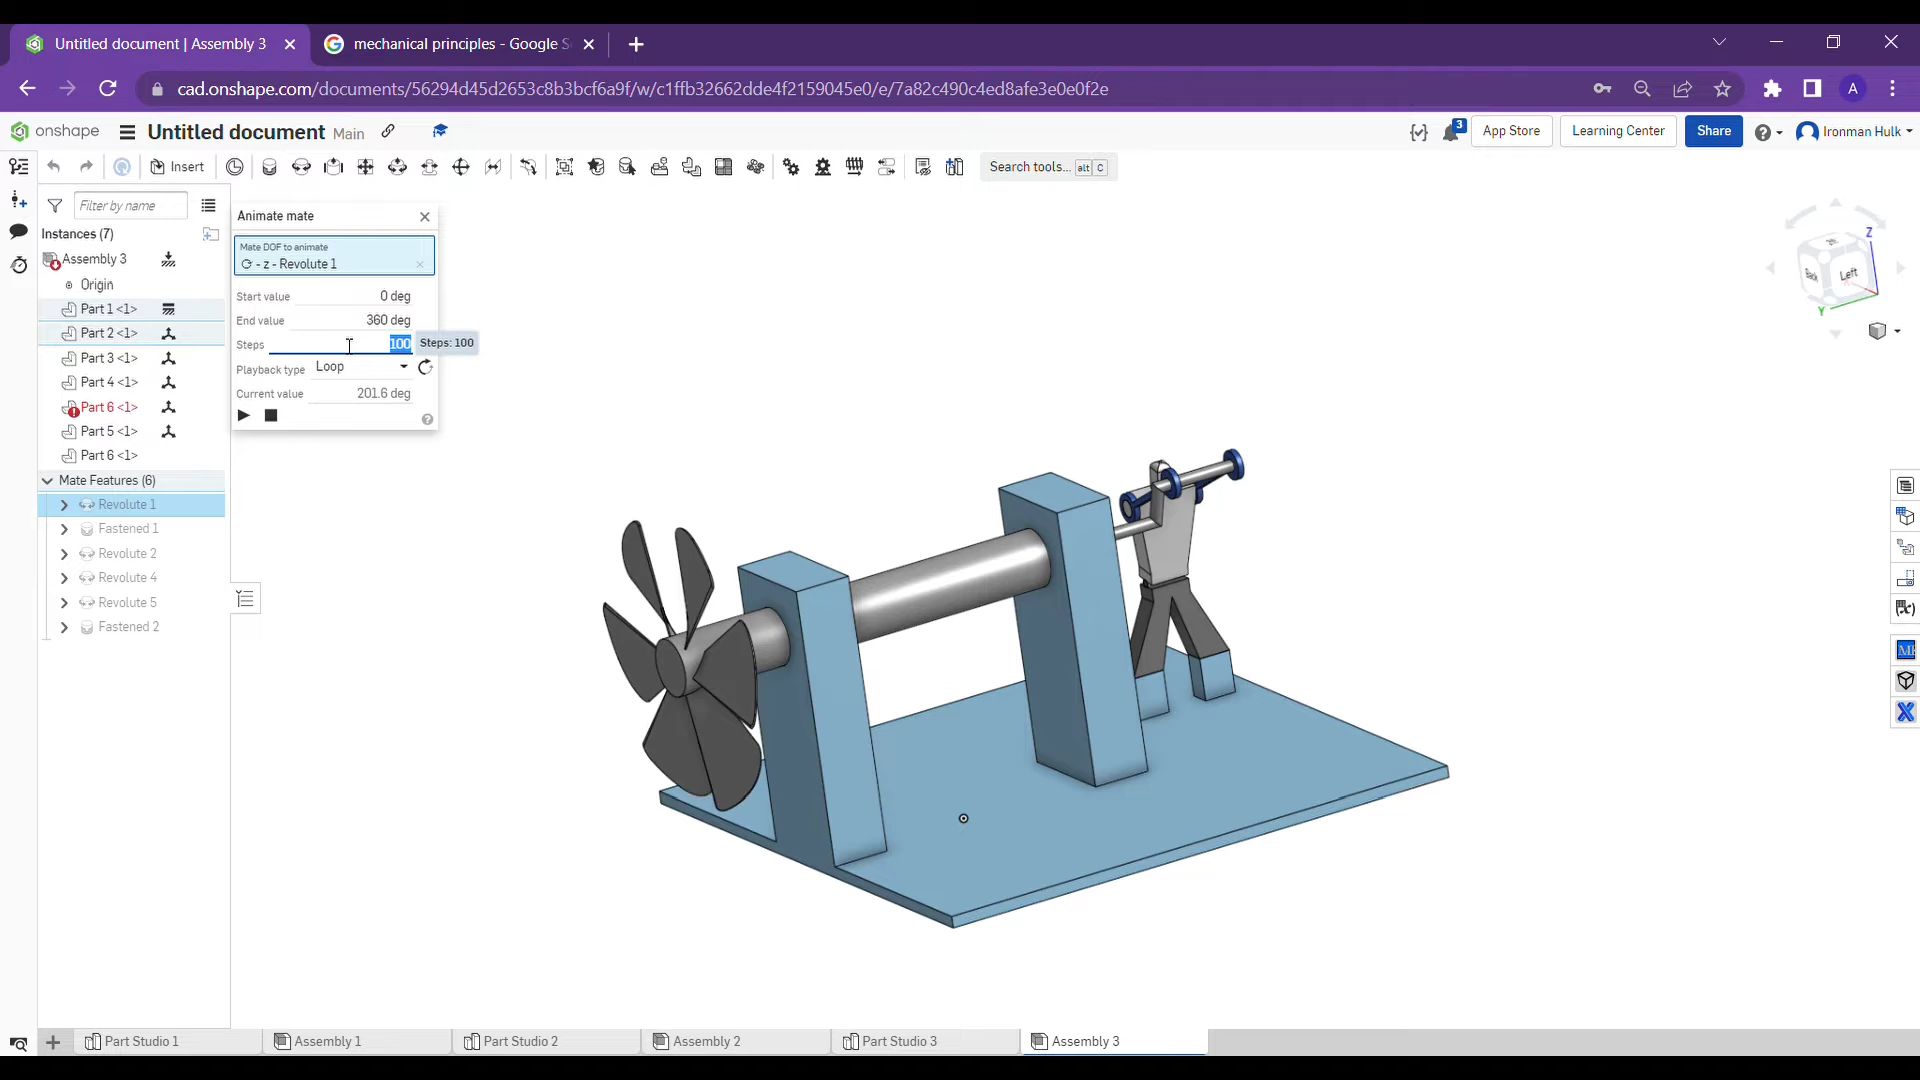 Untitled document | Assembly 3
mechanical principles - Google S
cad.onshape.com/documents/56294d45d2653c8b3bcf6a9f/w/c1ffb32662dde4f2159045e0/e/7a82c490c4ed8afe3e0e0f2e
A
onshape
Untitled document Main
3
App Store
Learning Center
Share
Ironman Hulk
Insert
Search tools... alt C
Filter by name
Instances (7)
Assembly 3
Origin
Part 1 <1>
Part 2 <1>
Part 3 <1>
Part 4 <1>
Part 6 <1>
Part 5 <1>
Part 6 <1>
Mate Features (6)
Revolute 1
Fastened 1
Revolute 2
Revolute 4
Revolute 5
Fastened 2
Animate mate
Mate DOF to animate
- z - Revolute 1
Start value 0 deg
End value 360 deg
Steps 100
Steps: 100
Playback type Loop
Current value 201.6 deg
Z
Back
Left
Y
Part Studio 1
Assembly 1
Part Studio 2
Assembly 2
Part Studio 3
Assembly 3